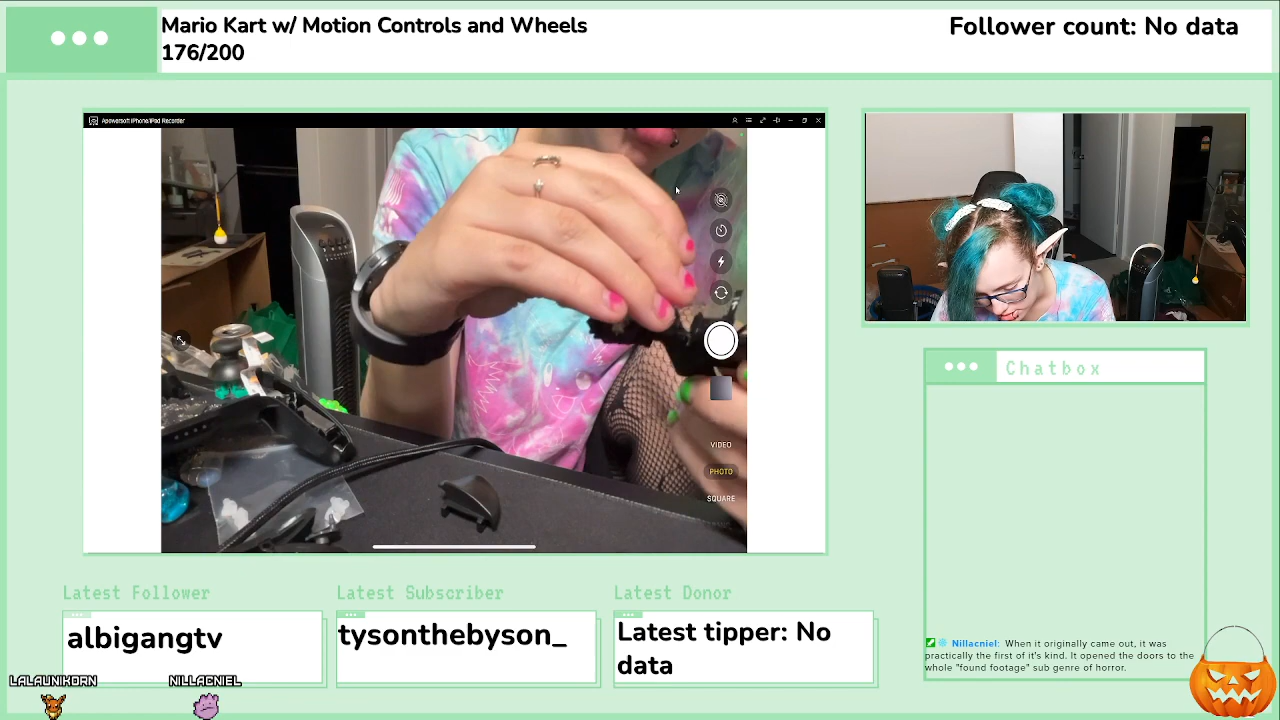 Mario Kart w/ Motion Controls and Wheels
176/200
Follower count: No data
Apowersoft iPhone/iPad Recorder
VIDEO
PHOTO
SQUARE
Chatbox
Nillacniel: When it originally came out, it was
practically the first of it's kind. It opened the doors to the
whole "found footage" sub genre of horror.
Latest Follower
albigangtv
Latest Subscriber
tysonthebyson_
Latest Donor
Latest tipper: No
data
LALAUNIKORN
NILLACNIEL